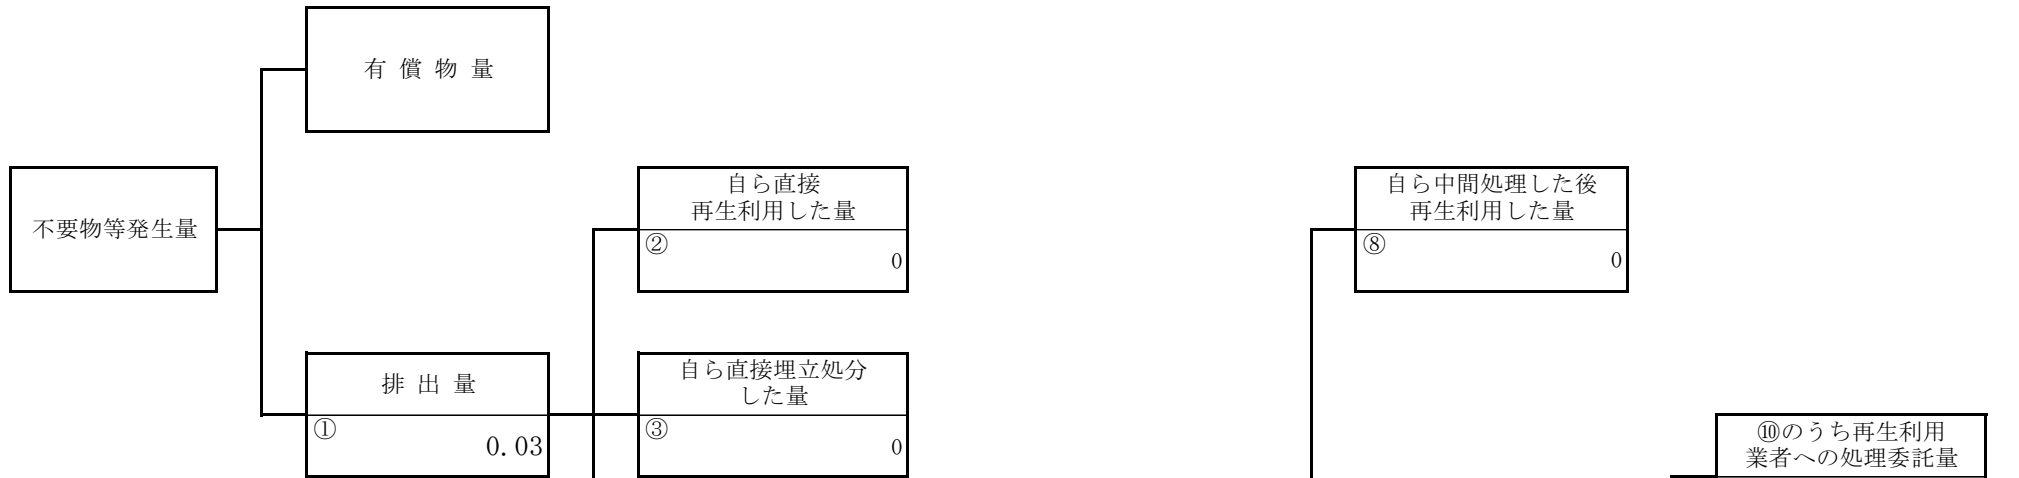 有償物量
不要物等発生量
自ら直接
再生利用した量
②
0
自ら中間処理した後
再生利用した量
⑧
0
排出量
①
0.03
自ら直接埋立処分
した量
③
0
⑩のうち再生利用
業者への処理委託量